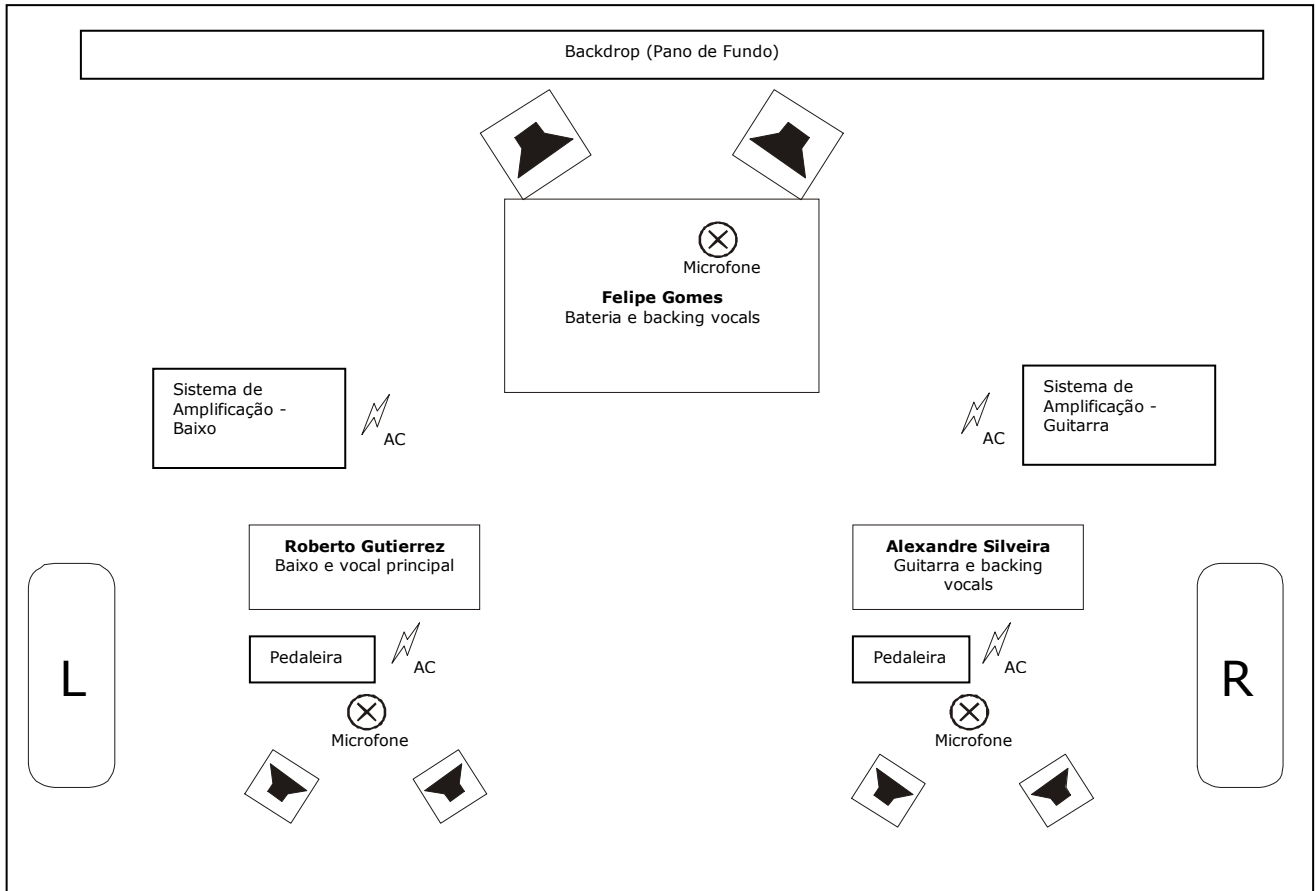 Backdrop (Pano de Fundo)
Microfone
Felipe Gomes
Bateria e backing vocals
Sistema de
Amplificação -
Baixo
AC
AC
Sistema de
Amplificação -
Guitarra
Roberto Gutierrez
Baixo e vocal principal
Alexandre Silveira
Guitarra e backing
vocals
L
Pedaleira
AC
Pedaleira
AC
R
Microfone
Microfone